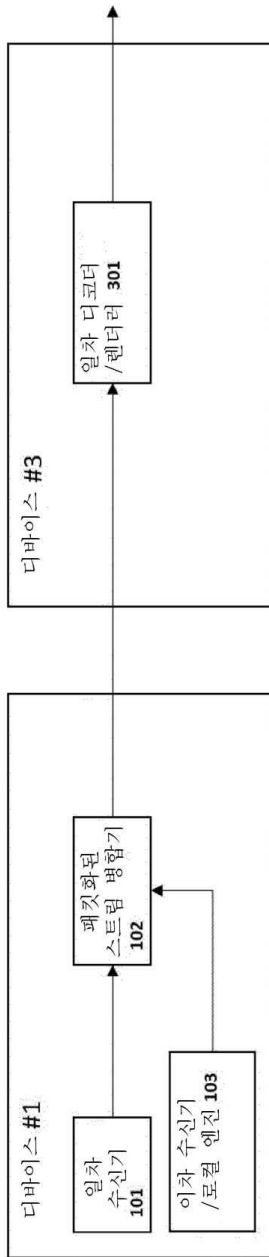 디바이스 #1
일차
수신기
101
패킷화된
스트림 병합기
102
이차 수신기
/로컬 엔진 103
디바이스 #3
일차 디코더
/렌더러 301